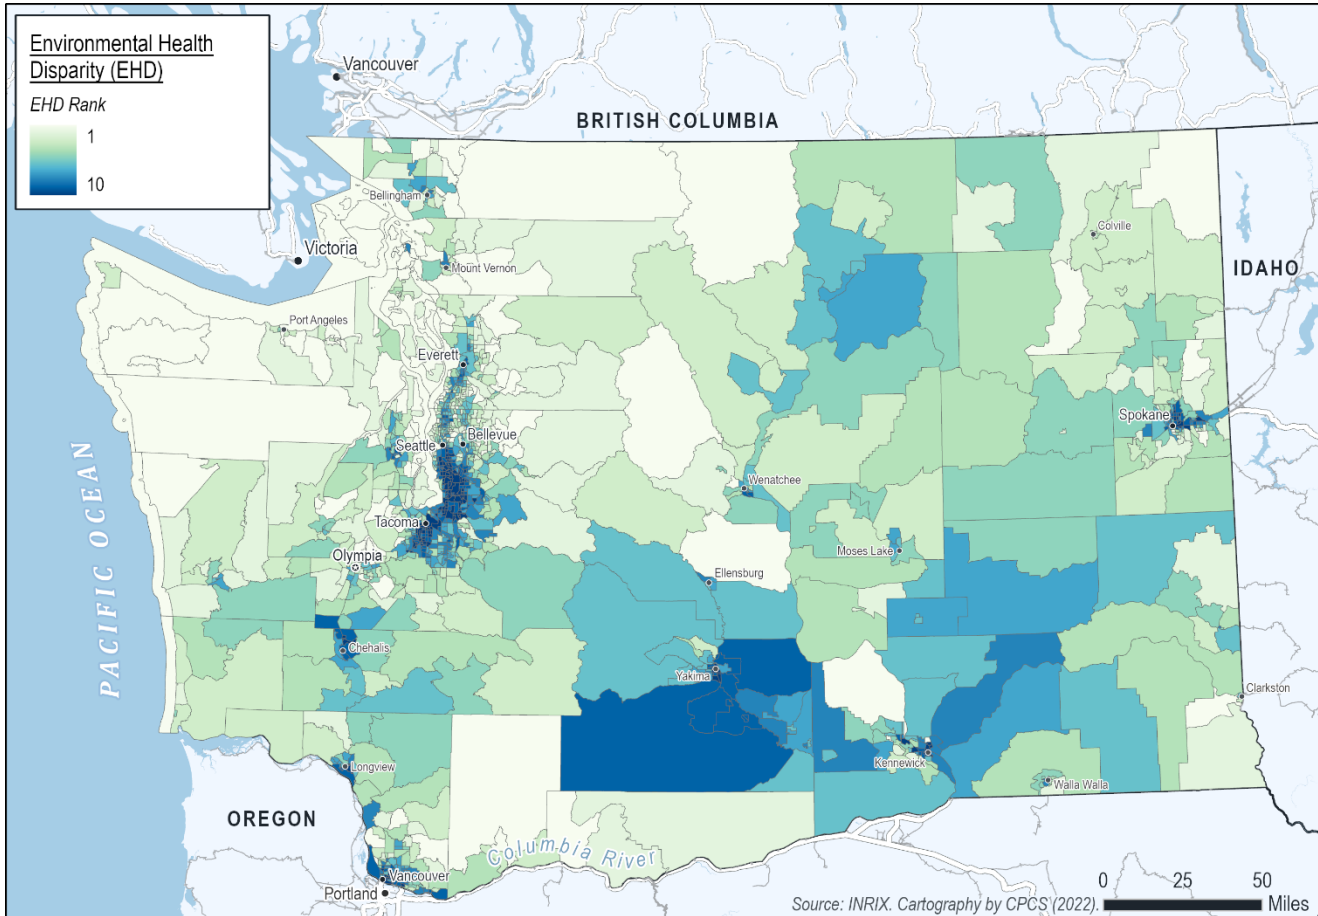 Environmental Health
Disparity (EHD)
EHD Rank
1
10
Vancouver
BRITISH COLUMBIA
Bellingham
Victoria
Colville
Mount Vernon
IDAHO
Port Angeles
Everett
Spokane
Seattle
Bellevue
PACIFIC OCEAN
Wenatchee
Tacoma
Moses Lake
Olympia
Ellensburg
Chehalis
Yakima
Clarkston
Kennewick
Longview
Walla Walla
OREGON
Columbia River
Vancouver
Portland
0 25 50
Miles
Source: INRIX. Cartography by CPCS (2022).